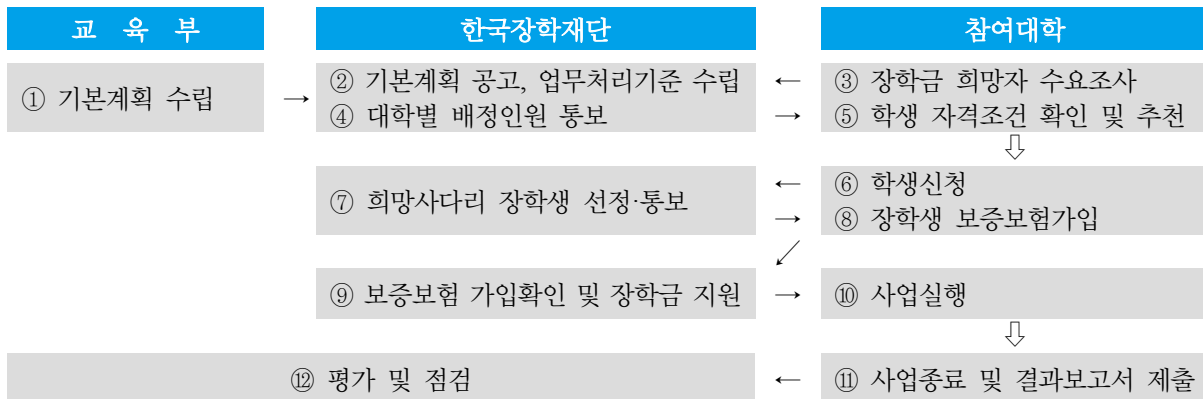 교 육 부
한국장학재단
참여대학
① 기본계획 수립
→
② 기본계획 공고, 업무처리기준 수립
④ 대학별 배정인원 통보
←
→
③ 장학금 희망자 수요조사
⑤ 학생 자격조건 확인 및 추천
⇩
⑦ 희망사다리 장학생 선정·통보
←
→
⑥ 학생신청
⑧ 장학생 보증보험가입
↙
⑨ 보증보험 가입확인 및 장학금 지원
→
⑩ 사업실행
⇩
⑫ 평가 및 점검
←
⑪ 사업종료 및 결과보고서 제출